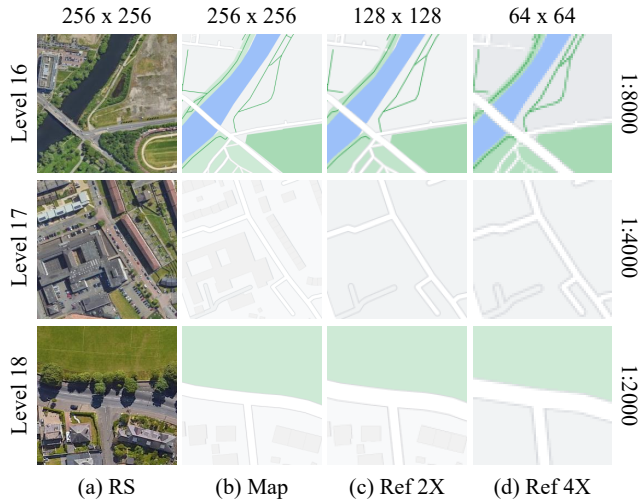 256 x 256 256 x 256 128 x 128 64 x 64
Level 16 1:8000
Level 17 1:4000
Level 18 1:2000
(a) RS (b) Map (c) Ref 2X (d) Ref 4X